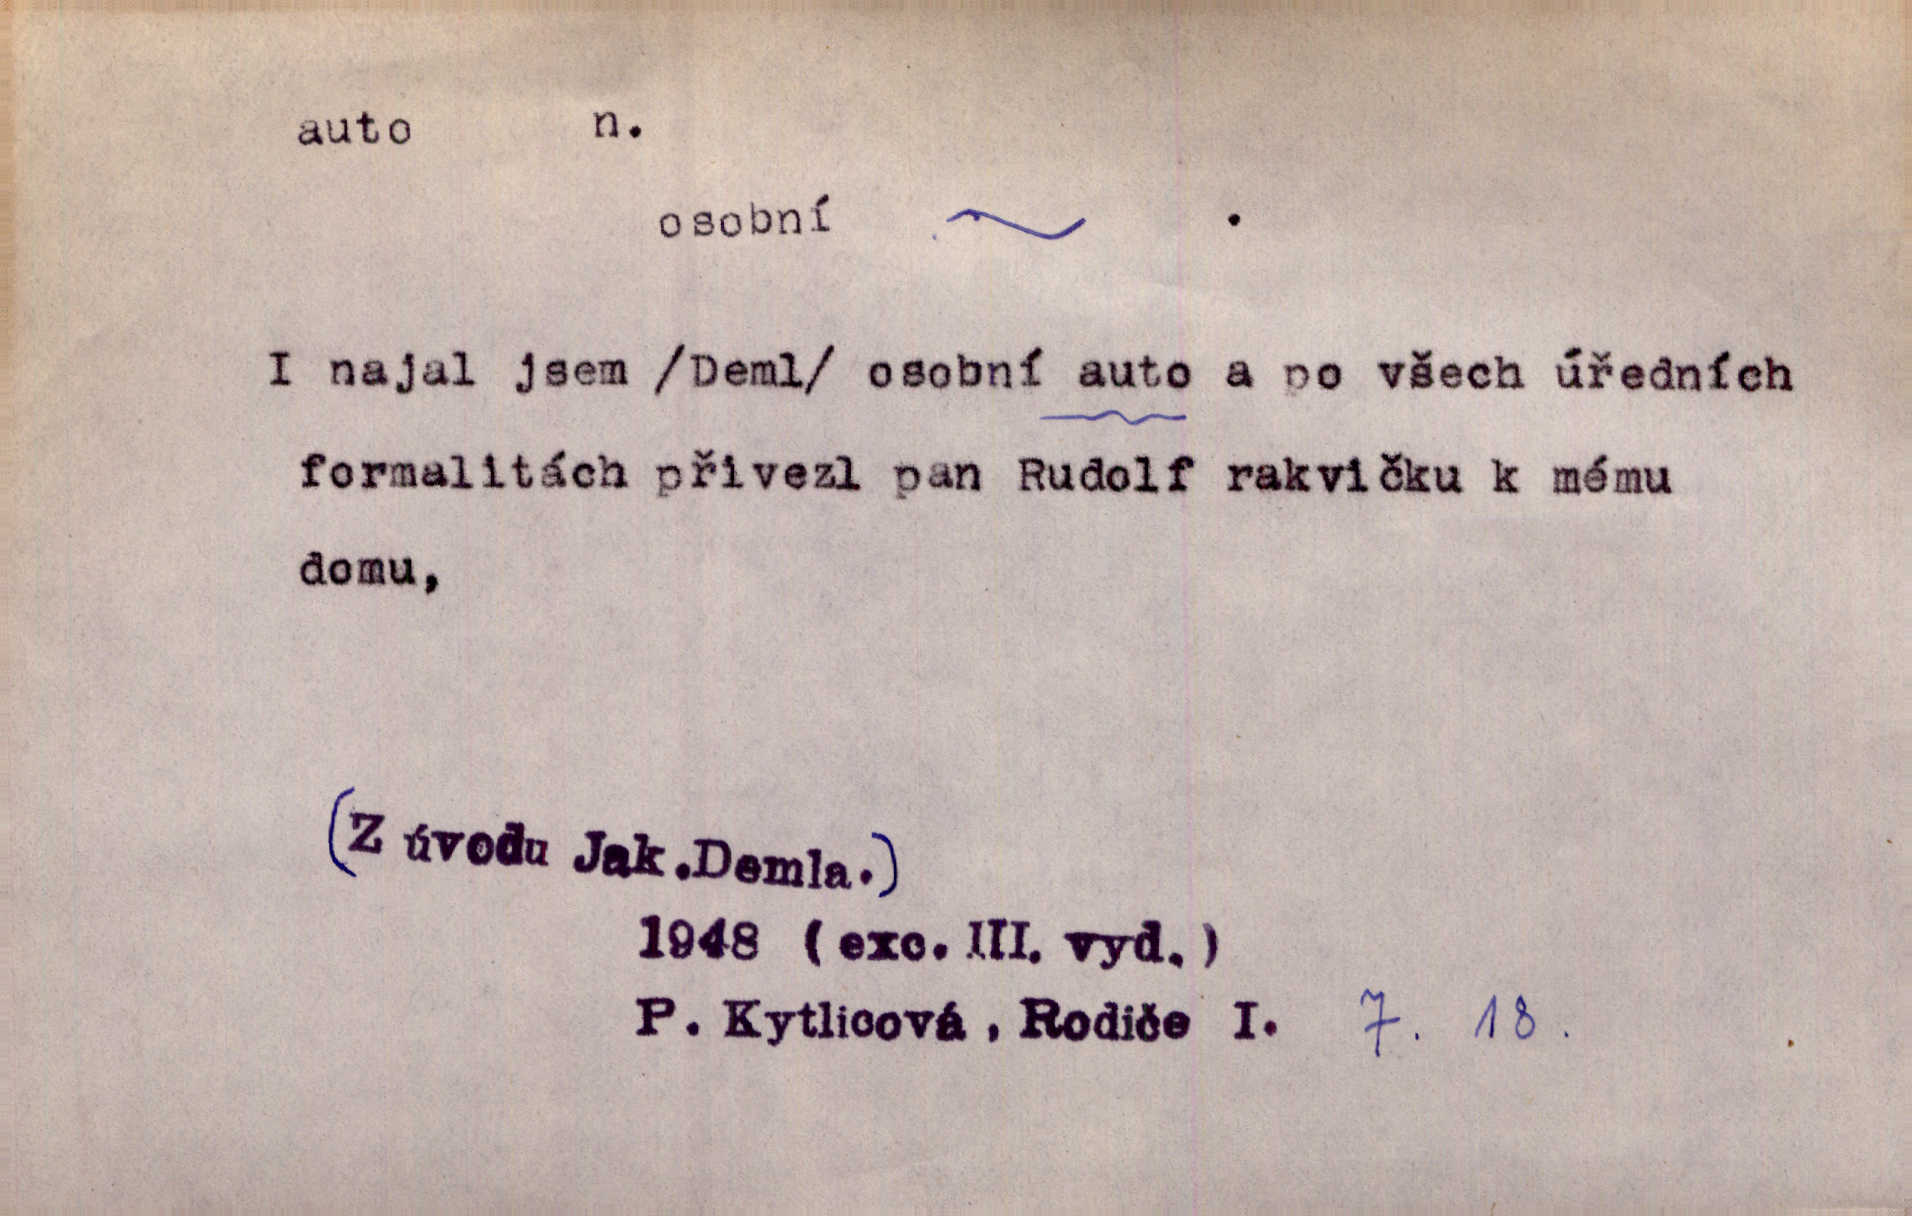 auto n.
osobní ~ .
I najal jsem /Deml/ osobní auto a po všech úředních
formalitách přivezl pan Rudolf rakvičku k mému
domu,
(Z úvodu Jak.Demla.)
1948 (exc. III. vyd.)
P. Kytlicová, Rodiče I. 7. 18.